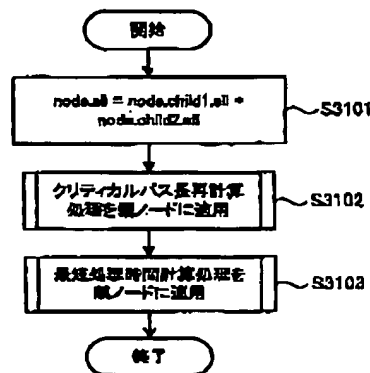 開始
node.all = node.child1.all +
node.child2.all
S3101
クリティカルパス長再計算
処理を親ノードに適用
S3102
最速処理時間計算処理を
親ノードに適用
S3103
終了